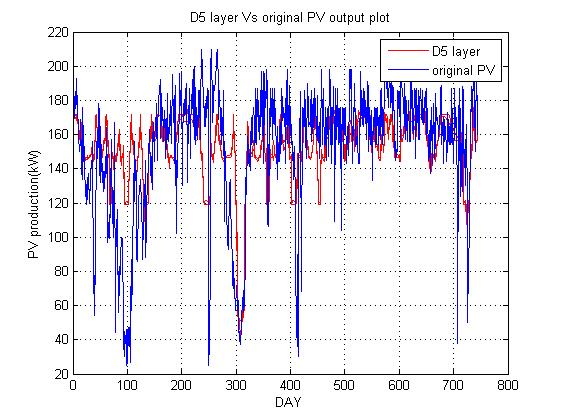 D5 layer Vs original PV output plot
D5 layer
original PV
PV production(kW)
220
200
180
160
140
120
100
80
60
40
20
0 100 200 300 400 500 600 700 800
DAY